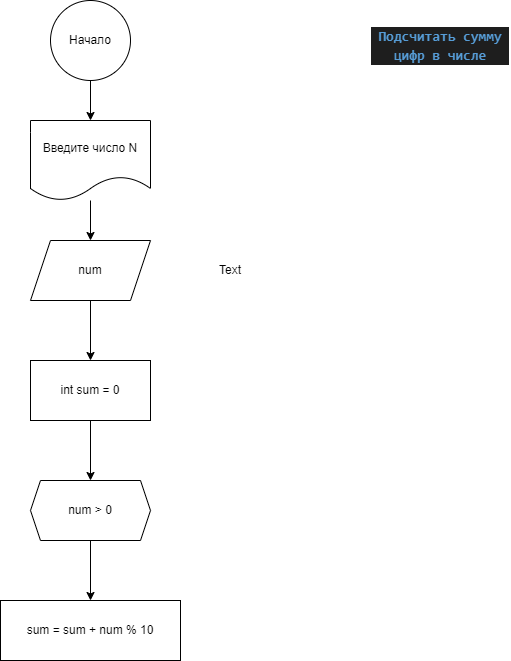 Начало
Подсчитать сумму
цифр в числе
Введите число N
num
Text
int sum = 0
num > 0
sum = sum + num % 10